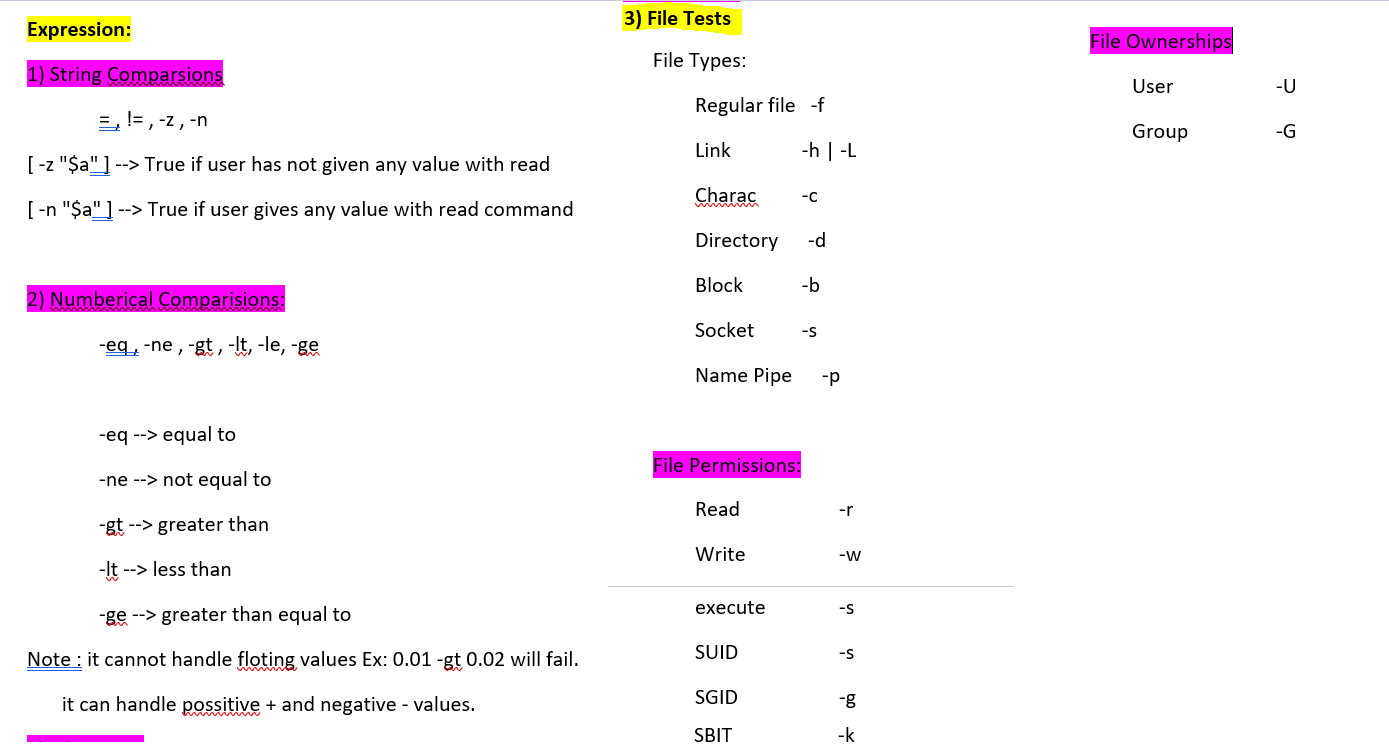 Expression:
1) String Comparsions
= , != , -z , -n
[ -z "$a" ] --> True if user has not given any value with read
[ -n "$a" ] --> True if user gives any value with read command
2) Numberical Comparisions:
-eq , -ne , -gt , -lt, -le, -ge
-eq --> equal to
-ne --> not equal to
-gt --> greater than
-lt --> less than
-ge --> greater than equal to
Note : it cannot handle floting values Ex: 0.01 -gt 0.02 will fail.
it can handle possitive + and negative - values.
3) File Tests
File Types:
Regular file -f
Link -h | -L
Charac -c
Directory -d
Block -b
Socket -s
Name Pipe -p
File Permissions:
Read -r
Write -w
execute -s
SUID -s
SGID -g
SBIT -k
File Ownerships
User -U
Group -G